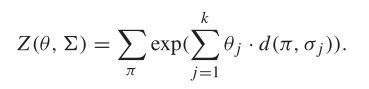 Z(θ, Σ) = ∑_π exp(∑_{j=1}^{k} θ_j · d(π, σ_j)).